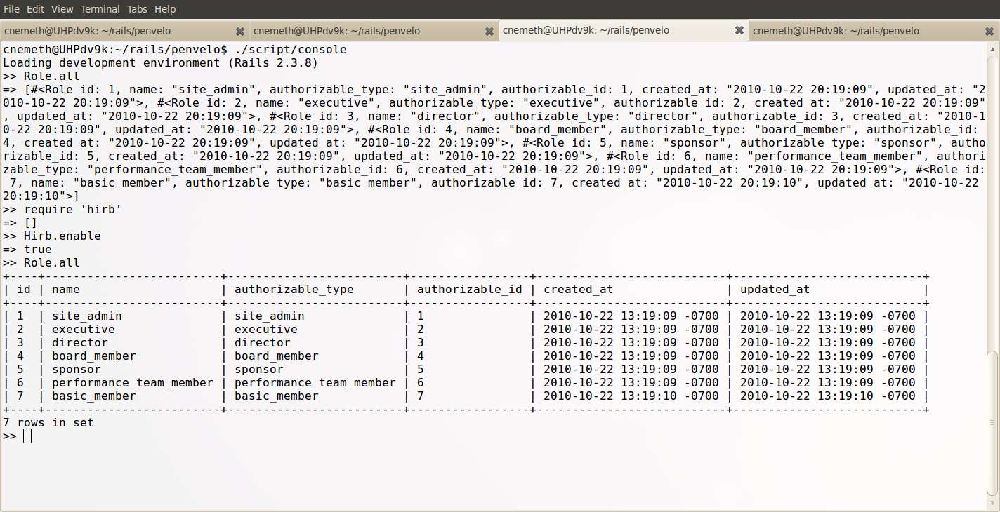 File Edit View Terminal Tabs Help
cnemeth@UHPdv9k: ~/rails/penvelo cnemeth@UHPdv9k: ~/rails/penvelo cnemeth@UHPdv9k: ~/rails/penvelo cnemeth@UHPdv9k: ~/rails/penvelo
cnemeth@UHPdv9k:~/rails/penvelo$ ./script/console
Loading development environment (Rails 2.3.8)
>> Role.all
=> [#<Role id: 1, name: "site_admin", authorizable_type: "site_admin", authorizable_id: 1, created_at: "2010-10-22 20:19:09", updated_at: "2
010-10-22 20:19:09">, #<Role id: 2, name: "executive", authorizable_type: "executive", authorizable_id: 2, created_at: "2010-10-22 20:19:09"
, updated_at: "2010-10-22 20:19:09">, #<Role id: 3, name: "director", authorizable_type: "director", authorizable_id: 3, created_at: "2010-1
0-22 20:19:09", updated_at: "2010-10-22 20:19:09">, #<Role id: 4, name: "board_member", authorizable_type: "board_member", authorizable_id: 
4, created_at: "2010-10-22 20:19:09", updated_at: "2010-10-22 20:19:09">, #<Role id: 5, name: "sponsor", authorizable_type: "sponsor", autho
rizable_id: 5, created_at: "2010-10-22 20:19:09", updated_at: "2010-10-22 20:19:09">, #<Role id: 6, name: "performance_team_member", authori
zable_type: "performance_team_member", authorizable_id: 6, created_at: "2010-10-22 20:19:09", updated_at: "2010-10-22 20:19:09">, #<Role id:
 7, name: "basic_member", authorizable_type: "basic_member", authorizable_id: 7, created_at: "2010-10-22 20:19:10", updated_at: "2010-10-22 
20:19:10">]
>> require 'hirb'
=> []
>> Hirb.enable
=> true
>> Role.all
+----+-------------------------+-------------------------+-----------------+---------------------------+---------------------------+
| id | name                    | authorizable_type       | authorizable_id | created_at                | updated_at                |
+----+-------------------------+-------------------------+-----------------+---------------------------+---------------------------+
| 1  | site_admin              | site_admin              | 1               | 2010-10-22 13:19:09 -0700 | 2010-10-22 13:19:09 -0700 |
| 2  | executive               | executive               | 2               | 2010-10-22 13:19:09 -0700 | 2010-10-22 13:19:09 -0700 |
| 3  | director                | director                | 3               | 2010-10-22 13:19:09 -0700 | 2010-10-22 13:19:09 -0700 |
| 4  | board_member            | board_member            | 4               | 2010-10-22 13:19:09 -0700 | 2010-10-22 13:19:09 -0700 |
| 5  | sponsor                 | sponsor                 | 5               | 2010-10-22 13:19:09 -0700 | 2010-10-22 13:19:09 -0700 |
| 6  | performance_team_member | performance_team_member | 6               | 2010-10-22 13:19:09 -0700 | 2010-10-22 13:19:09 -0700 |
| 7  | basic_member            | basic_member            | 7               | 2010-10-22 13:19:10 -0700 | 2010-10-22 13:19:10 -0700 |
+----+-------------------------+-------------------------+-----------------+---------------------------+---------------------------+
7 rows in set
>>